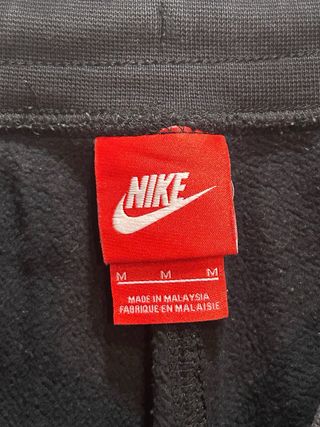 NIKE
M M M
MADE IN MALAYSIA
FABRIQUE EN MALAISIE